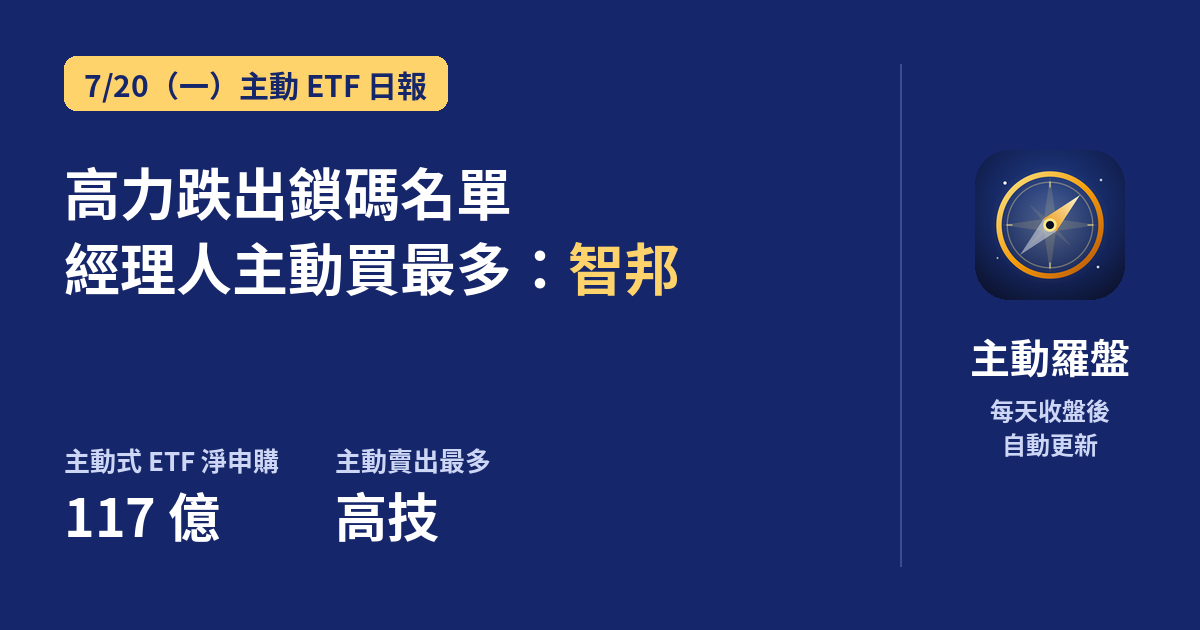 7/20（一）主動 ETF 日報
高力跌出鎖碼名單
經理人主動買最多：智邦
主動式 ETF 淨申購
117 億
主動賣出最多
高技
主動羅盤
每天收盤後
自動更新